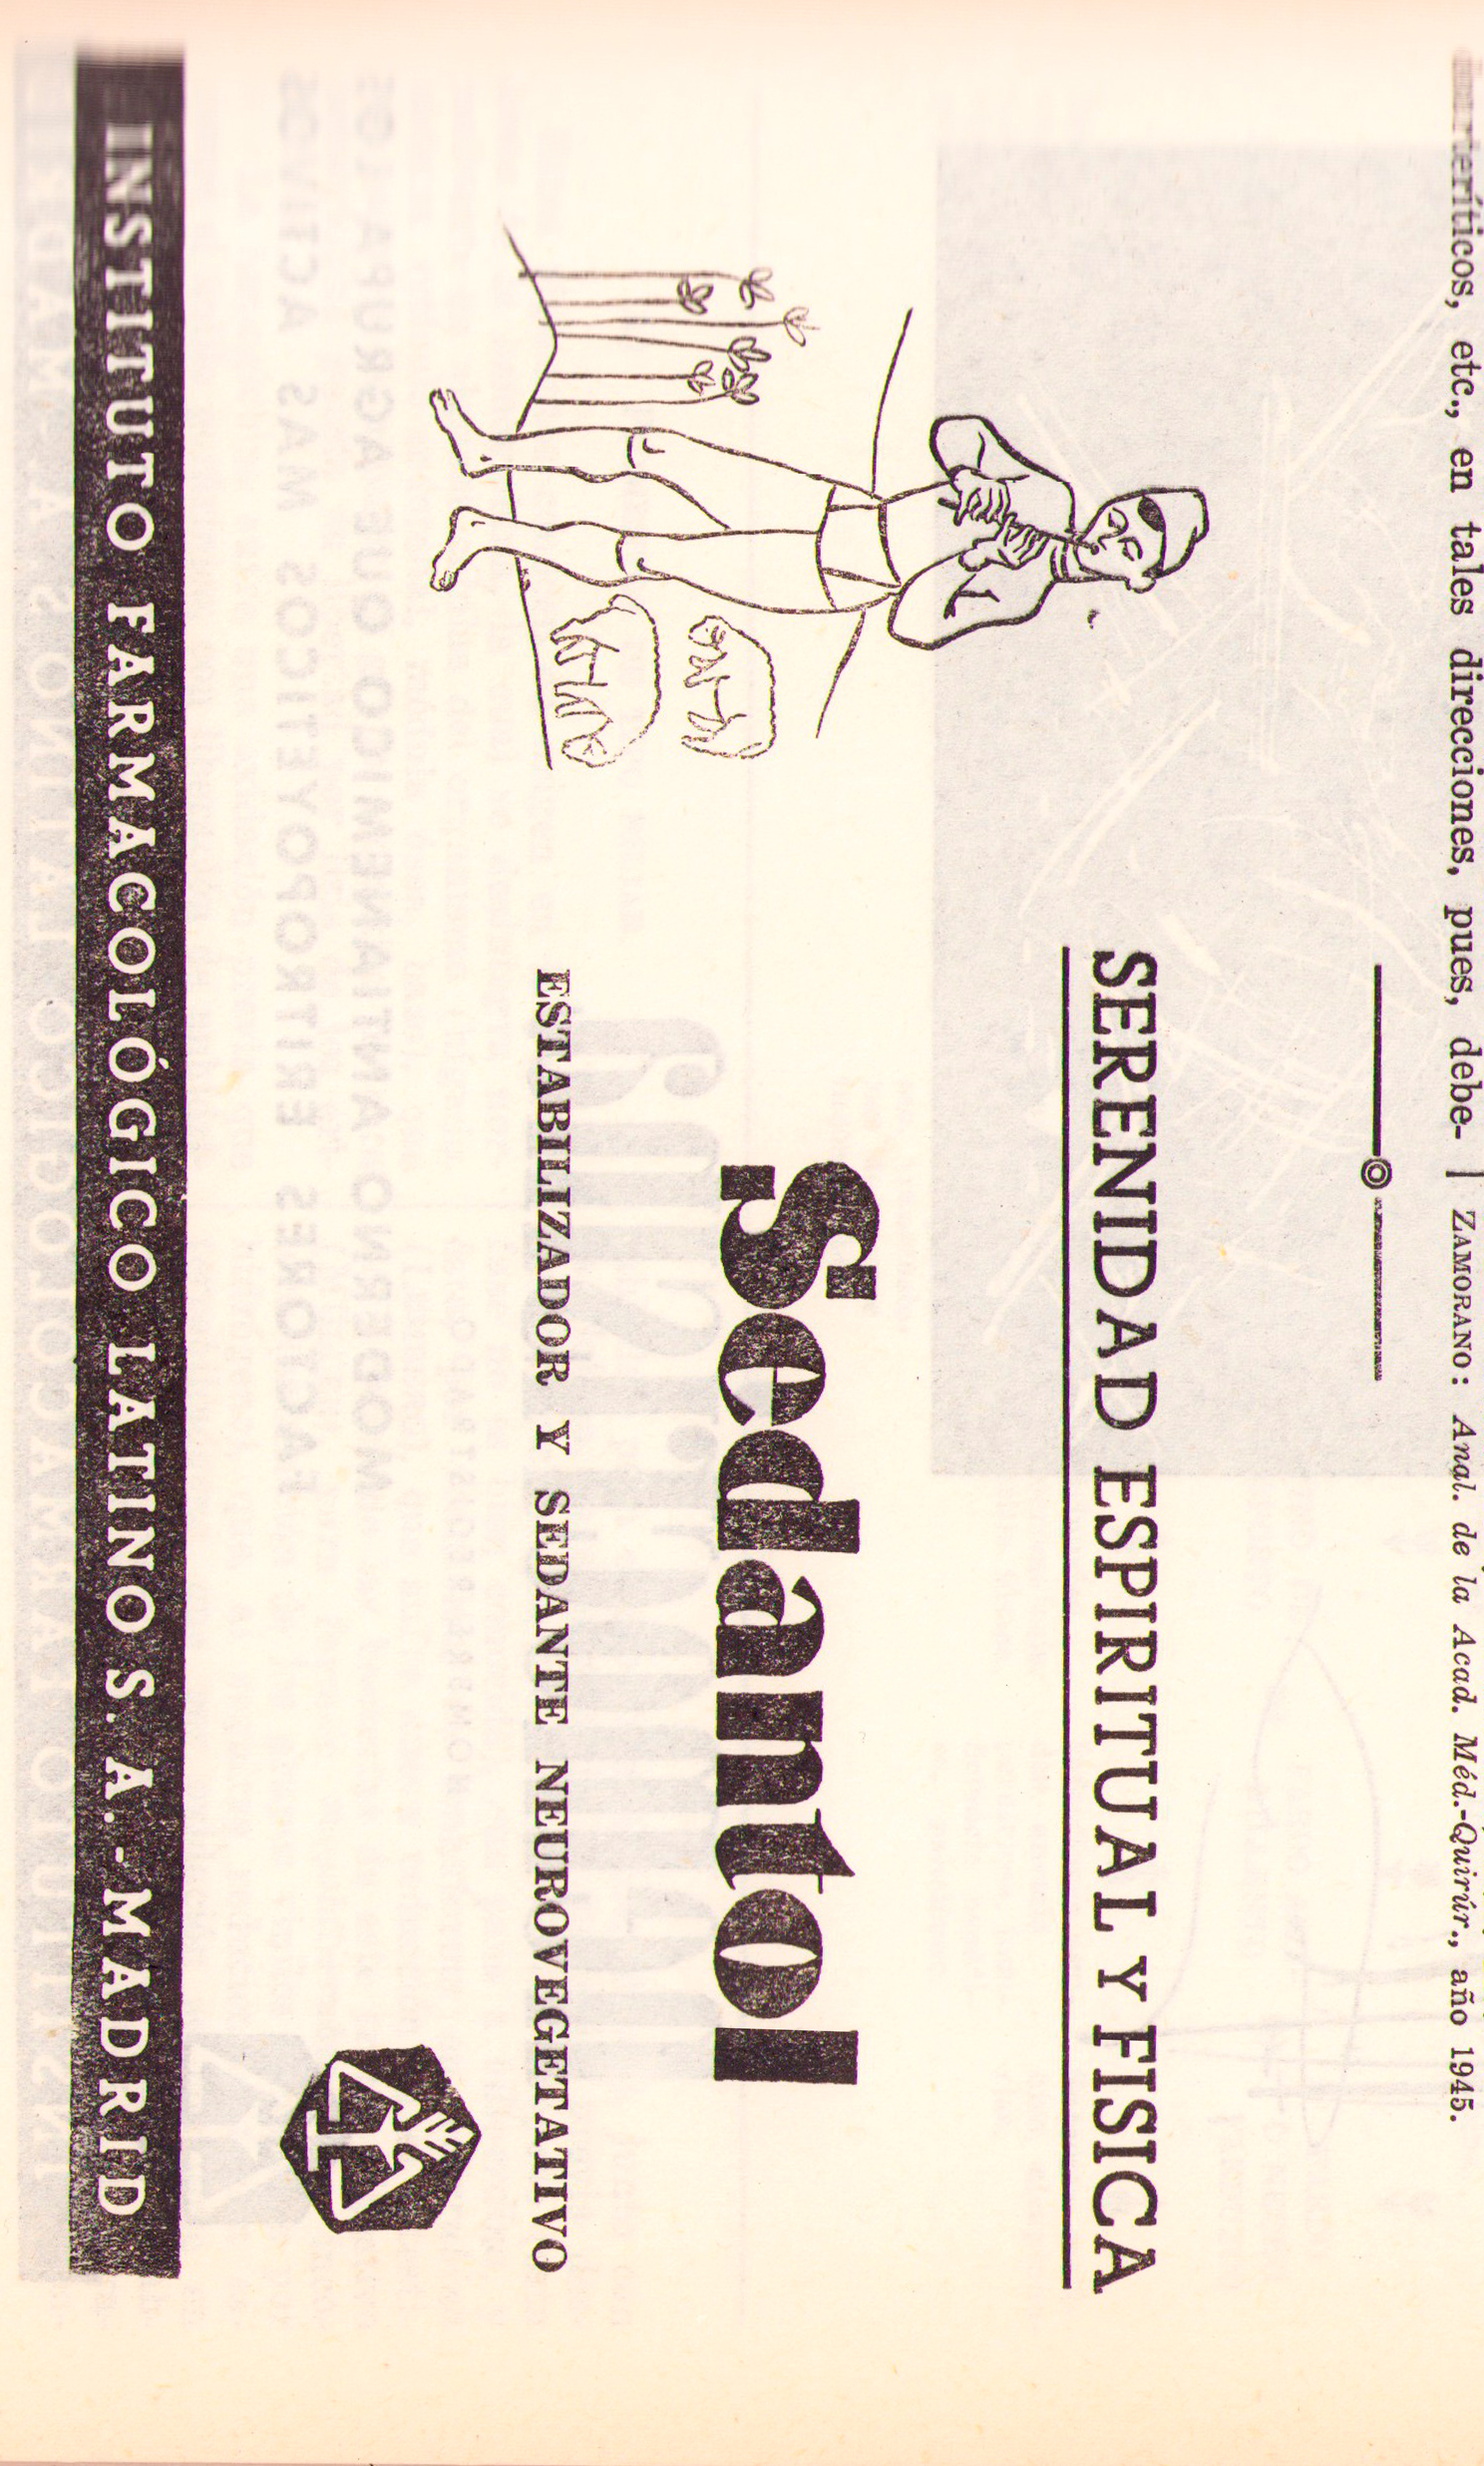 teríticos, etc., en tales direcciones, pues, debe-
ZAMORANO: Anal. de la Acad. Méd.-Quirúr., año 1945.
SERENIDAD ESPIRITUAL Y FISICA
Sedantol
ESTABILIZADOR Y SEDANTE NEUROVEGETATIVO
INSTITUTO FARMACOLÓGICO LATINO S. A. - MADRID